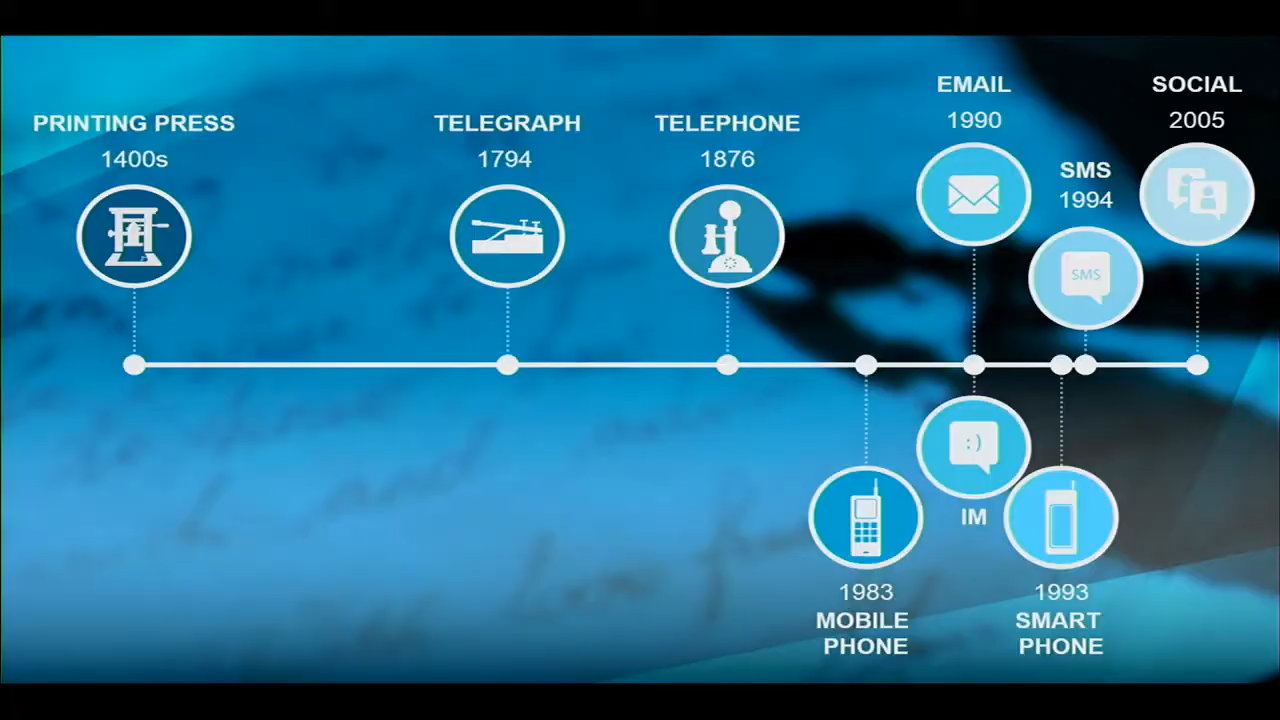 PRINTING PRESS
1400s
TELEGRAPH
1794
TELEPHONE
1876
1983
MOBILE
PHONE
EMAIL
1990
:)
IM
1993
SMART
PHONE
SMS
1994
SMS
SOCIAL
2005